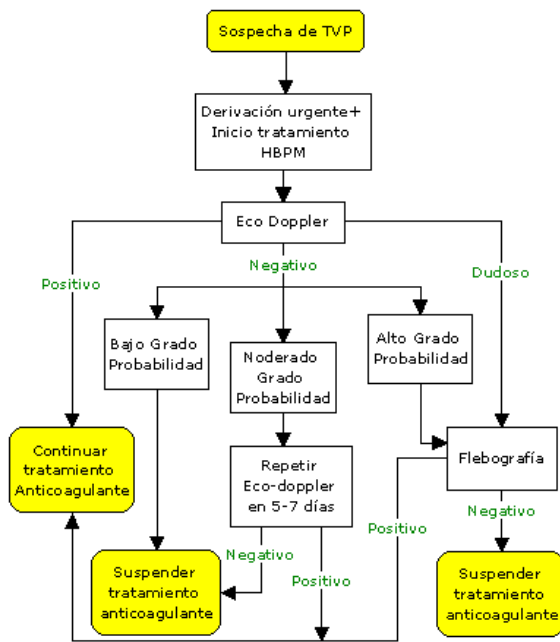 Sospecha de TVP
Derivación urgente+
Inicio tratamiento
HBPM
Eco Doppler
Negativo
Positivo
Dudoso
Bajo Grado
Probabilidad
Noderado
Grado
Probabilidad
Alto Grado
Probabilidad
Continuar
tratamiento
Anticoagulante
Repetir
Eco-doppler
en 5-7 días
Flebografía
Negativo
Positivo
Positivo
Negativo
Suspender
tratamiento
anticoagulante
Suspender
tratamiento
anticoagulante